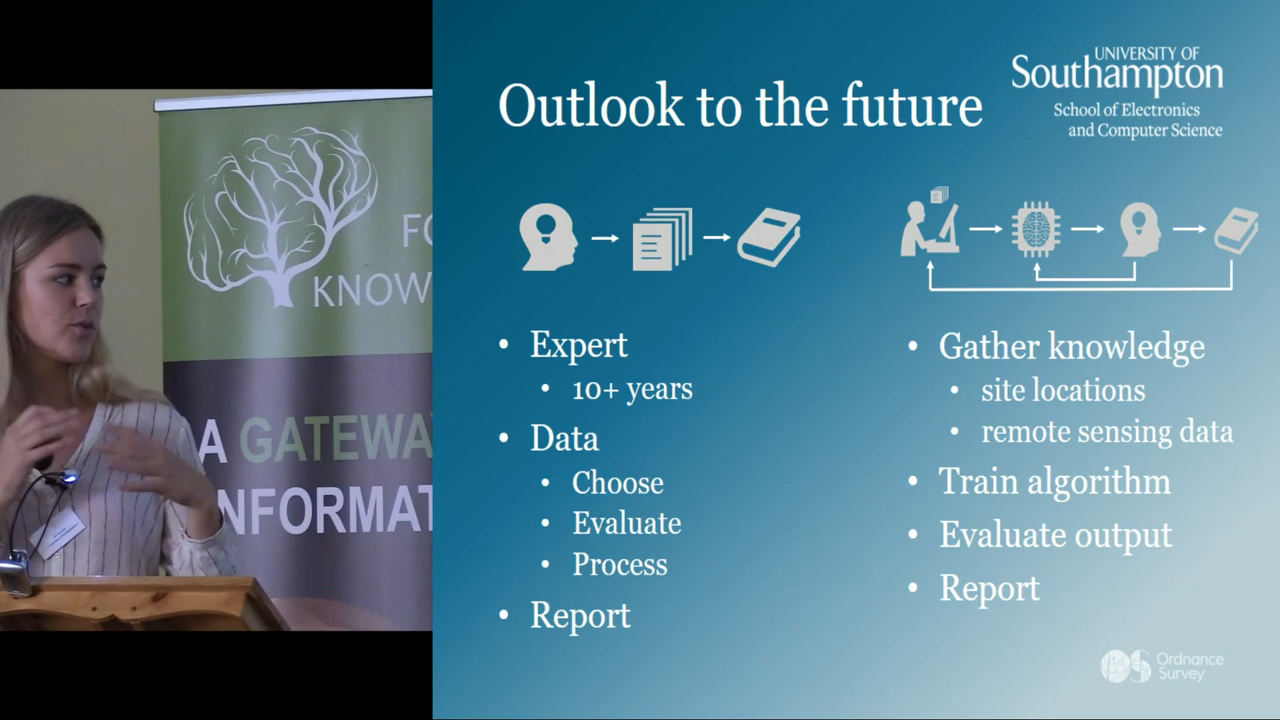 FO
KNOW
A GATEWA
NFORMAT
Outlook to the future
UNIVERSITY OF
Southampton
School of Electronics
and Computer Science
• Expert
• 10+ years
• Data
• Choose
• Evaluate
• Process
• Report
• Gather knowledge
• site locations
• remote sensing data
• Train algorithm
• Evaluate output
• Report
OS Ordnance
Survey